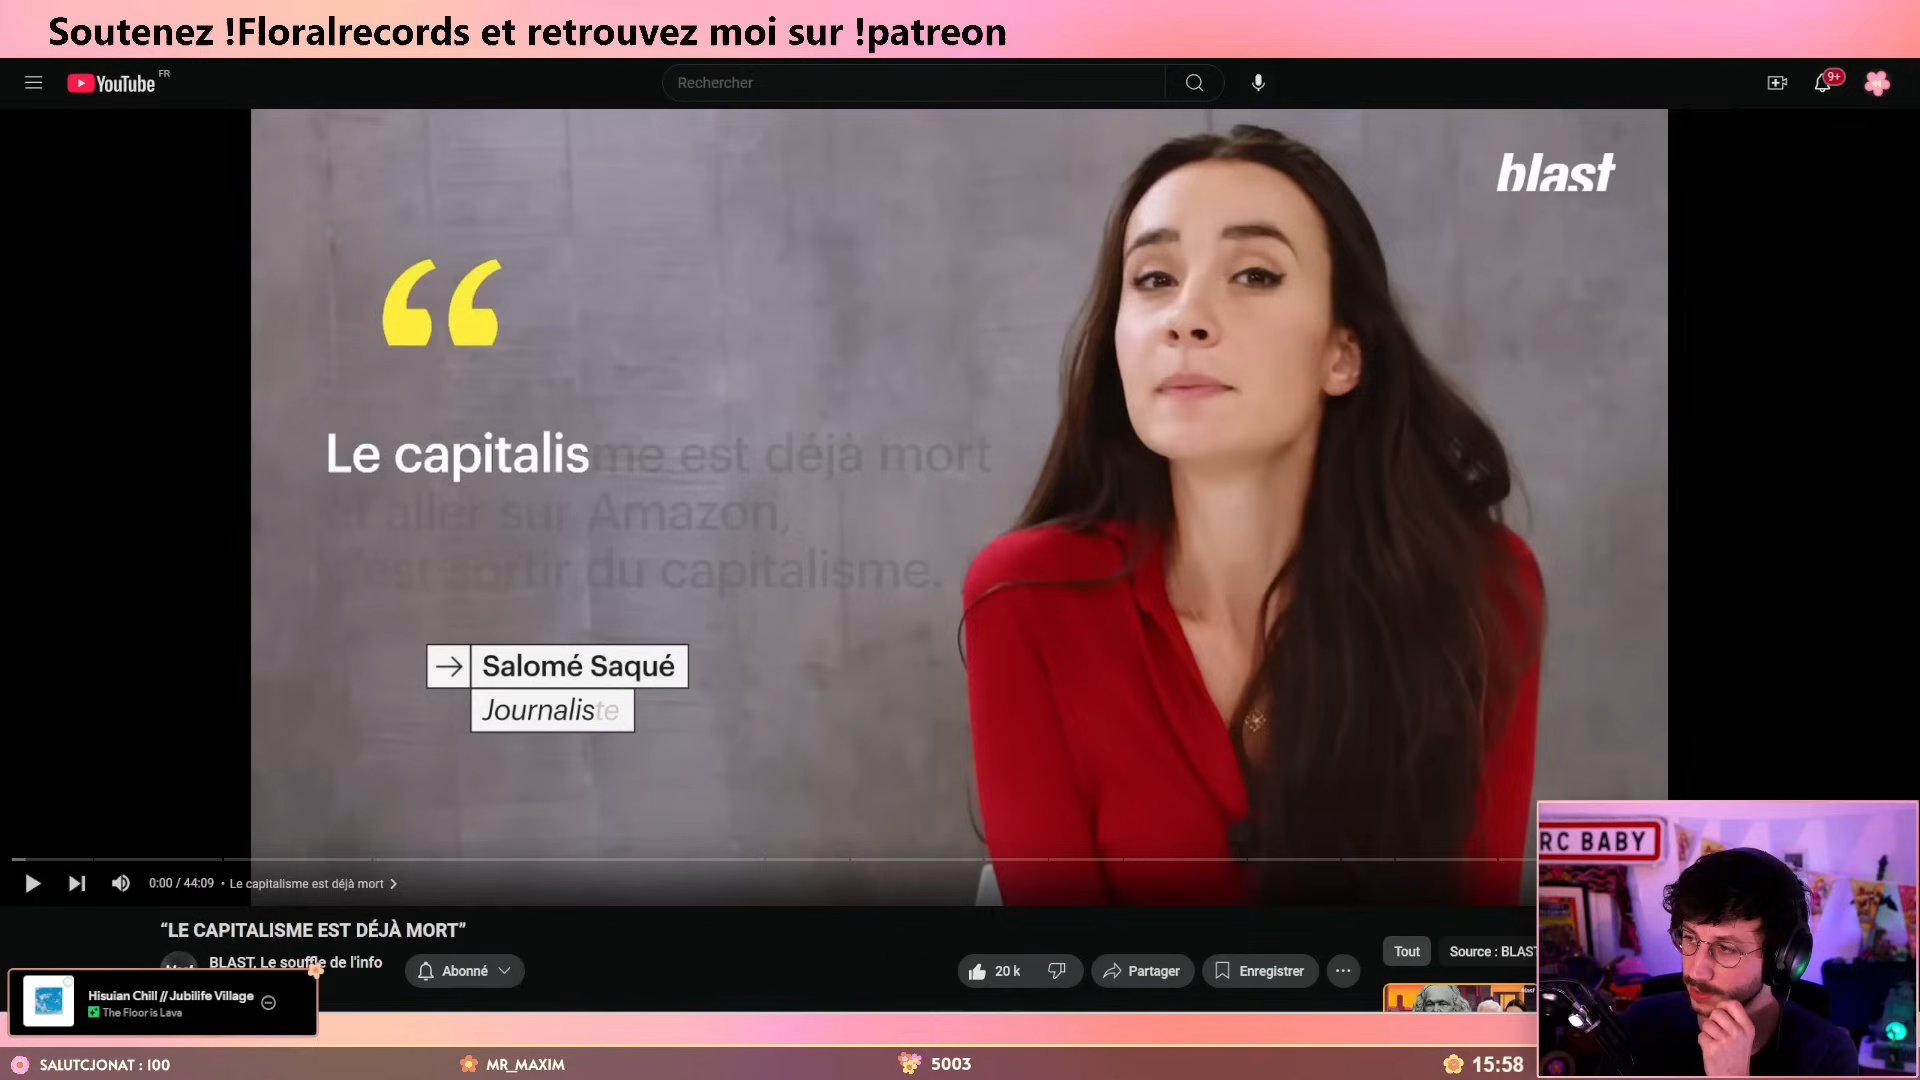 Soutenez !Floralrecords et retrouvez moi sur !patreon
YouTube FR
Rechercher
9+
blast
Le capitalisme est déjà mort
aller sur Amazon,
est sortir du capitalisme.
→ Salomé Saqué
Journaliste
0:00 / 44:09 • Le capitalisme est déjà mort
“LE CAPITALISME EST DÉJÀ MORT”
BLAST, Le souffle de l'info
Abonné
20 k
Partager
Enregistrer
Tout
Source : BLAST
RC BABY
Hisuian Chill // Jubilife Village
The Floor is Lava
SALUTCJONAT : 100
MR_MAXIM
5003
15:58